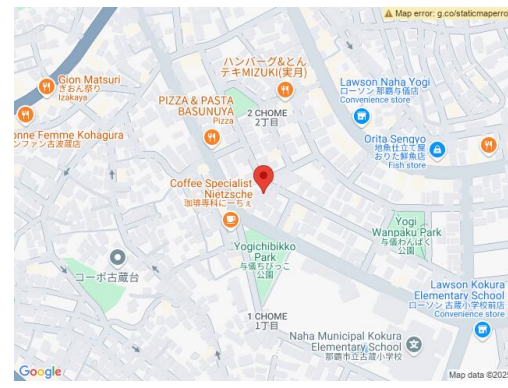 Map error: g.co/staticmaperro
ハンバーグ&とん
テキMIZUKI(実月)
Gion Matsuri
ぎおん祭り
Izakaya
Lawson Naha Yogi
ローソン 那覇与儀店
Convenience store
PIZZA & PASTA
BASUNUYA
Pizza
2 CHOME
2丁目
onne Femme Kohagura
ンファン古波蔵店
Orita Sengyo
地魚仕立て屋
おりた鮮魚店
Fish store
Coffee Specialist
Nietzsche
珈琲専科にーちぇ
Yogi
Wanpaku Park
与儀わんぱく
公園
Yogichibikko
Park
与儀ちびっこ
公園
コーポ古蔵台
Lawson Kokura
Elementary School
ローソン 古蔵小学校前店
Convenience store
1 CHOME
1丁目
Naha Municipal Kokura
Elementary School
那覇市立古蔵小学校
Google
Map data ©2025